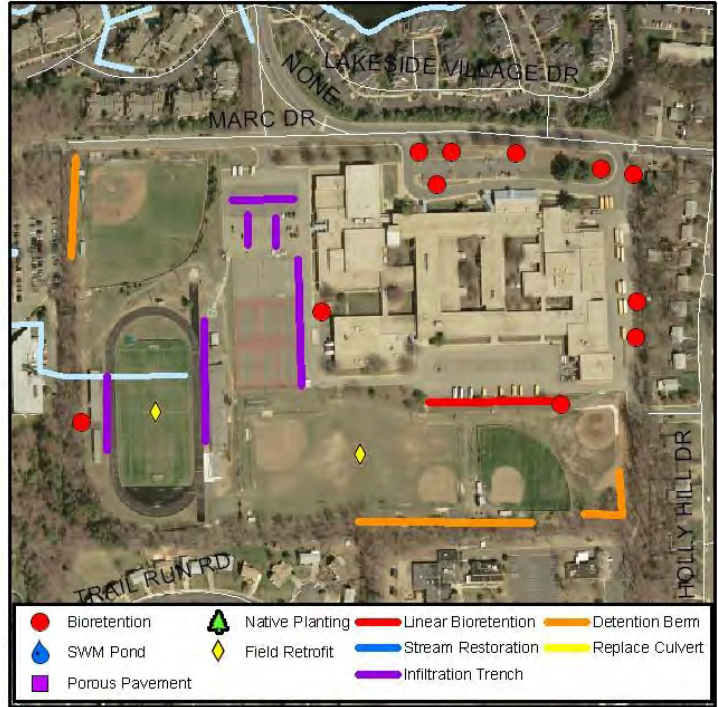 LAKESIDE VILLAGE DR
NONE
MARC DR
HOLLY HILL DR
TRAIL RUN RD
Bioretention
Native Planting
Linear Bioretention
Detention Berm
SWM Pond
Field Retrofit
Stream Restoration
Replace Culvert
Porous Pavement
Infiltration Trench